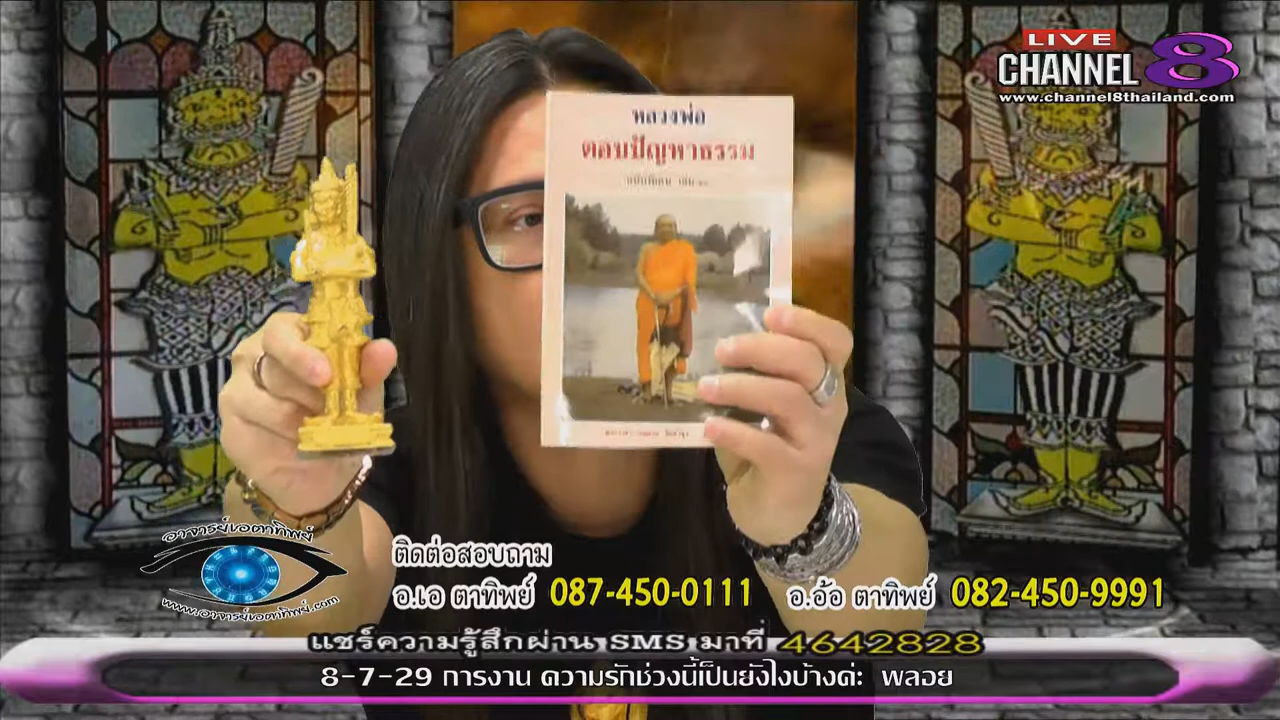 LIVE
CHANNEL 8
www.channel8thailand.com
หลวงพ่อ
ตอบปัญหาธรรม
อาจารย์เอตาทิพย์
www.อาจารย์เอตาทิพย์.com
ติดต่อสอบถาม
อ.เอ ตาทิพย์ 087-450-0111 อ.อ้อ ตาทิพย์ 082-450-9991
แชร์ความรู้สึกผ่าน SMS มาที่ 4642828
8-7-29 การงาน ความรักช่วงนี้เป็นยังไงบ้างค่ะ พลอย